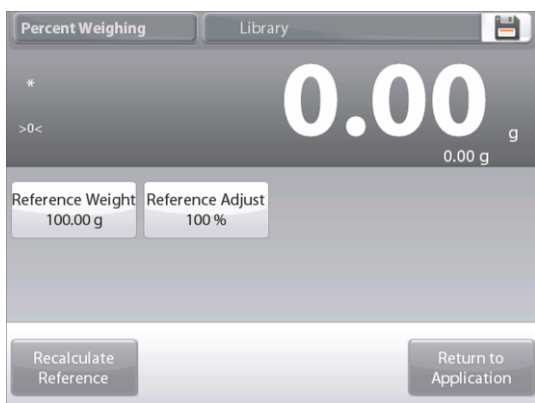 Percent Weighing
Library
*
>0<
0.00 g
0.00 g
Reference Weight
100.00 g
Reference Adjust
100 %
Recalculate
Reference
Return to
Application